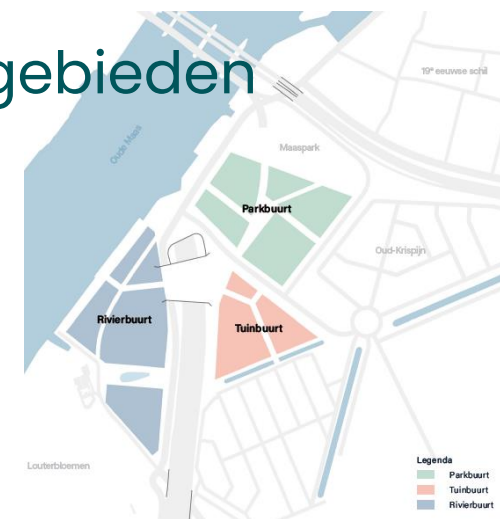 gebieden
19e eeuwse schil
Oude Maas
Maaspark
Parkbuurt
Oud-Krispijn
Rivierbuurt
Tuinbuurt
Louterbloemen
Legenda
Parkbuurt
Tuinbuurt
Rivierbuurt